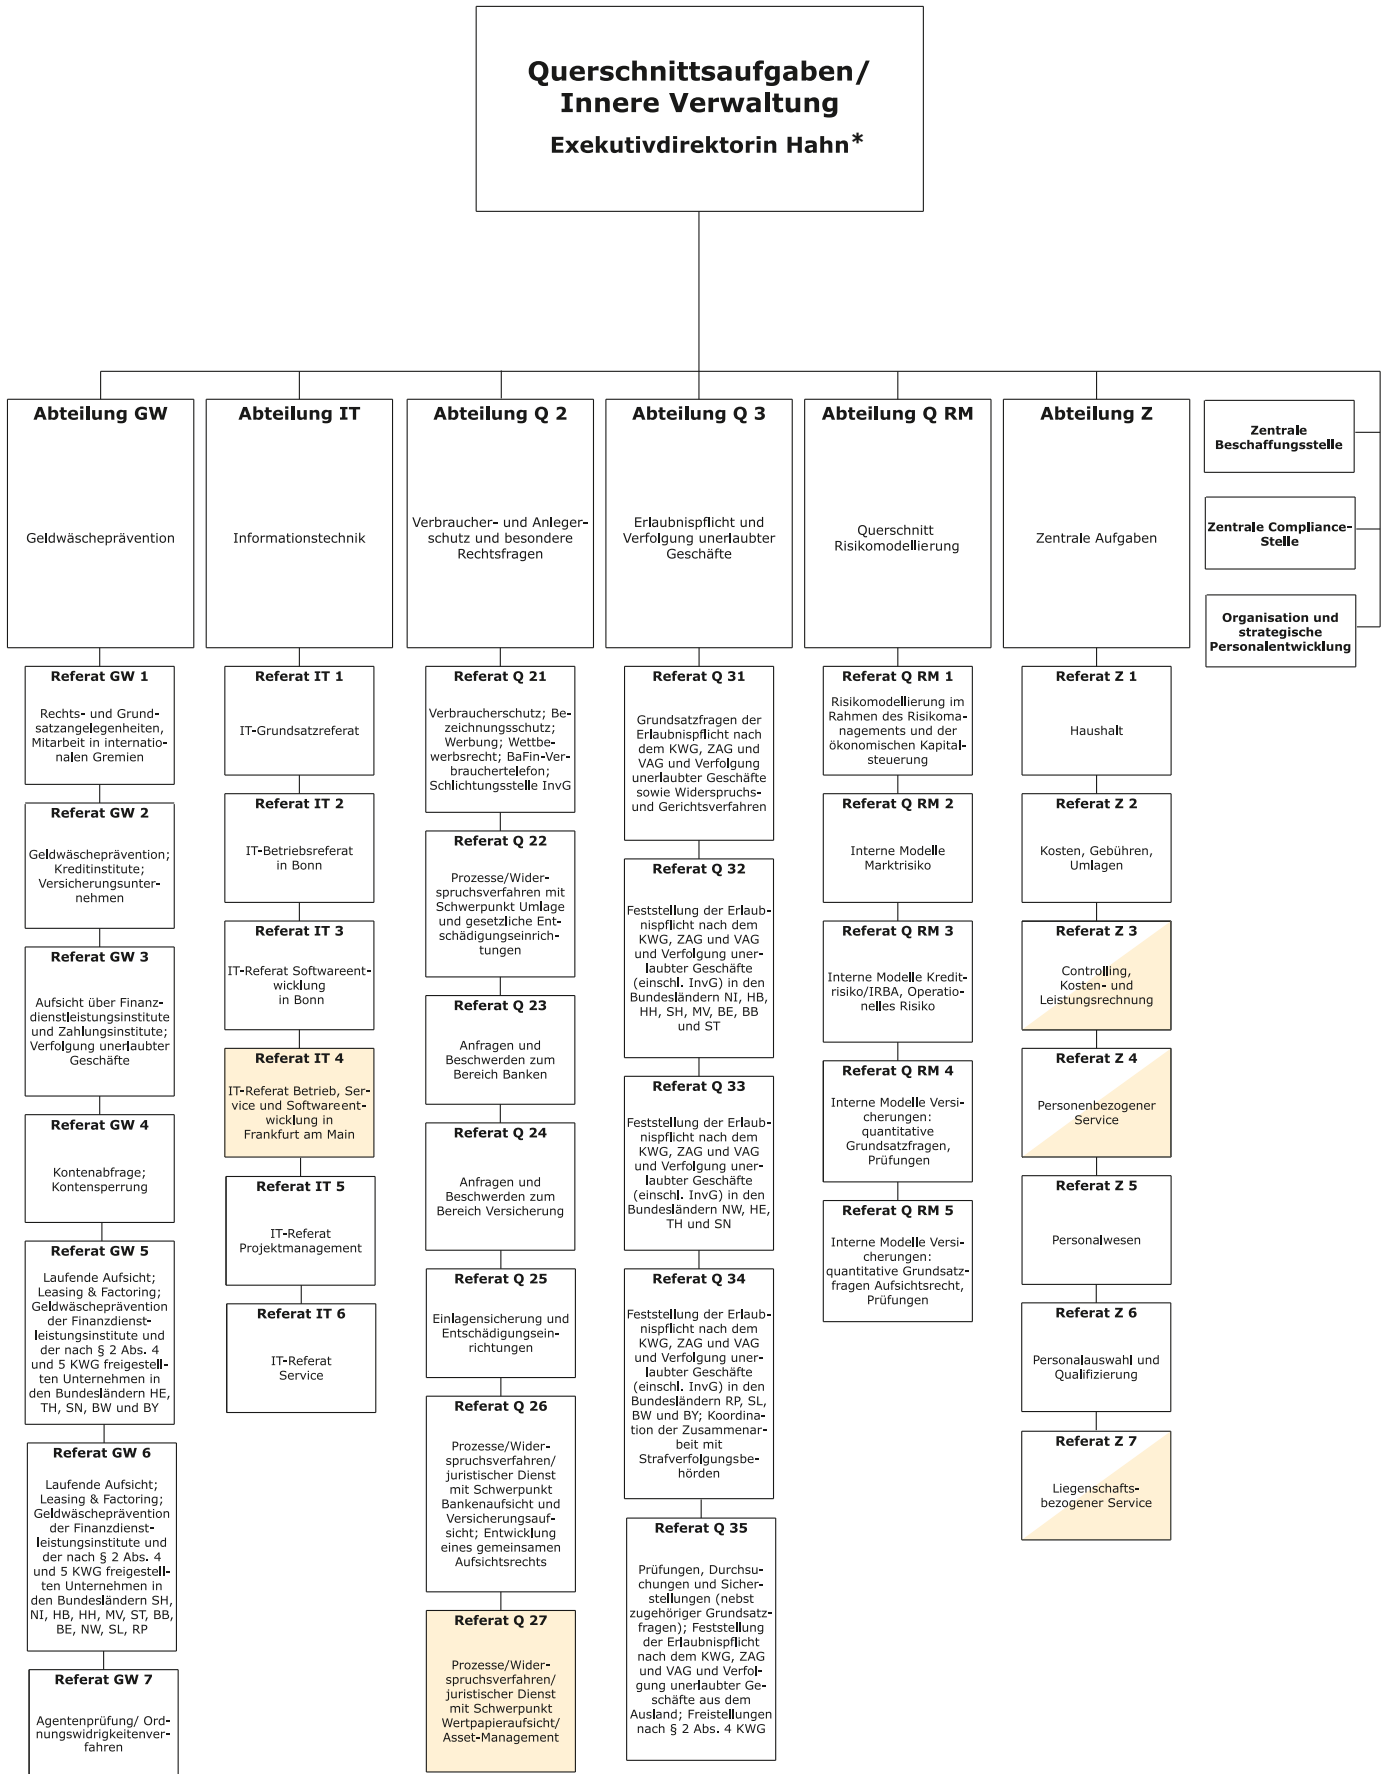 Querschnittsaufgaben/
Innere Verwaltung
Exekutivdirektorin Hahn*
Abteilung GW
Geldwäscheprävention
Referat GW 1
Rechts- und Grund-
satzangelegenheiten,
Mitarbeit in internatio-
nalen Gremien
Referat GW 2
Geldwäscheprävention;
Kreditinstitute;
Versicherungsunter-
nehmen
Referat GW 3
Aufsicht über Finanz-
dienstleistungsinstitute
und Zahlungsinstitute;
Verfolgung unerlaubter
Geschäfte
Referat GW 4
Kontenabfrage;
Kontensperrung
Referat GW 5
Laufende Aufsicht;
Leasing & Factoring;
Geldwäscheprävention
der Finanzdienst-
leistungsinstitute und
der nach § 2 Abs. 4
und 5 KWG freigestell-
ten Unternehmen in
den Bundesländern HE,
TH, SN, BW und BY
Referat GW 6
Laufende Aufsicht;
Leasing & Factoring;
Geldwäscheprävention
der Finanzdienst-
leistungsinstitute und
der nach § 2 Abs. 4
und 5 KWG freigestell-
ten Unternehmen in
den Bundesländern SH,
NI, HB, HH, MV, ST, BB,
BE, NW, SL, RP
Referat GW 7
Agentenprüfung/ Ord-
nungswidrigkeitenver-
fahren
Abteilung IT
Informationstechnik
Referat IT 1
IT-Grundsatzreferat
Referat IT 2
IT-Betriebsreferat
in Bonn
Referat IT 3
IT-Referat Softwareent-
wicklung
in Bonn
Referat IT 4
IT-Referat Betrieb, Ser-
vice und Softwareent-
wicklung in
Frankfurt am Main
Referat IT 5
IT-Referat
Projektmanagement
Referat IT 6
IT-Referat
Service
Abteilung Q 2
Verbraucher- und Anleger-
schutz und besondere
Rechtsfragen
Referat Q 21
Verbraucherschutz; Be-
zeichnungsschutz;
Werbung; Wettbe-
werbsrecht; BaFin-Ver-
brauchertelefon;
Schlichtungsstelle InvG
Referat Q 22
Prozesse/Wider-
spruchsverfahren mit
Schwerpunkt Umlage
und gesetzliche Ent-
schädigungseinrich-
tungen
Referat Q 23
Anfragen und
Beschwerden zum
Bereich Banken
Referat Q 24
Anfragen und
Beschwerden zum
Bereich Versicherung
Referat Q 25
Einlagensicherung und
Entschädigungsein-
richtungen
Referat Q 26
Prozesse/Wider-
spruchsverfahren/
juristischer Dienst
mit Schwerpunkt
Bankenaufsicht und
Versicherungsauf-
sicht; Entwicklung
eines gemeinsamen
Aufsichtsrechts
Referat Q 27
Prozesse/Wider-
spruchsverfahren/
juristischer Dienst
mit Schwerpunkt
Wertpapieraufsicht/
Asset-Management
Abteilung Q 3
Erlaubnispflicht und
Verfolgung unerlaubter
Geschäfte
Referat Q 31
Grundsatzfragen der
Erlaubnispflicht nach
dem KWG, ZAG und
VAG und Verfolgung
unerlaubter Geschäfte
sowie Widerspruchs-
und Gerichtsverfahren
Referat Q 32
Feststellung der Erlaub-
nispflicht nach dem
KWG, ZAG und VAG
und Verfolgung uner-
laubter Geschäfte
(einschl. InvG) in den
Bundesländern NI, HB,
HH, SH, MV, BE, BB
und ST
Referat Q 33
Feststellung der Erlaub-
nispflicht nach dem
KWG, ZAG und VAG
und Verfolgung uner-
laubter Geschäfte
(einschl. InvG) in den
Bundesländern NW, HE,
TH und SN
Referat Q 34
Feststellung der Erlaub-
nispflicht nach dem
KWG, ZAG und VAG
und Verfolgung uner-
laubter Geschäfte
(einschl. InvG) in den
Bundesländern RP, SL,
BW und BY; Koordina-
tion der Zusammenar-
beit mit
Strafverfolgungsbe-
hörden
Referat Q 35
Prüfungen, Durchsu-
chungen und Sicher-
stellungen (nebst
zugehöriger Grundsatz-
fragen); Feststellung
der Erlaubnispflicht
nach dem KWG, ZAG
und VAG und Verfol-
gung unerlaubter Ge-
schäfte aus dem
Ausland; Freistellungen
nach § 2 Abs. 4 KWG
Abteilung Q RM
Querschnitt
Risikomodellierung
Referat Q RM 1
Risikomodellierung im
Rahmen des Risikoma-
nagements und der
ökonomischen Kapital-
steuerung
Referat Q RM 2
Interne Modelle
Marktrisiko
Referat Q RM 3
Interne Modelle Kredit-
risiko/IRBA, Operatio-
nelles Risiko
Referat Q RM 4
Interne Modelle Versi-
cherungen:
quantitative
Grundsatzfragen,
Prüfungen
Referat Q RM 5
Interne Modelle Versi-
cherungen:
quantitative Grundsatz-
fragen Aufsichtsrecht,
Prüfungen
Abteilung Z
Zentrale Aufgaben
Referat Z 1
Haushalt
Referat Z 2
Kosten, Gebühren,
Umlagen
Referat Z 3
Controlling,
Kosten- und
Leistungsrechnung
Referat Z 4
Personenbezogener
Service
Referat Z 5
Personalwesen
Referat Z 6
Personalauswahl und
Qualifizierung
Referat Z 7
Liegenschafts-
bezogener Service
Zentrale
Beschaffungsstelle
Zentrale Compliance-
Stelle
Organisation und
strategische
Personalentwicklung